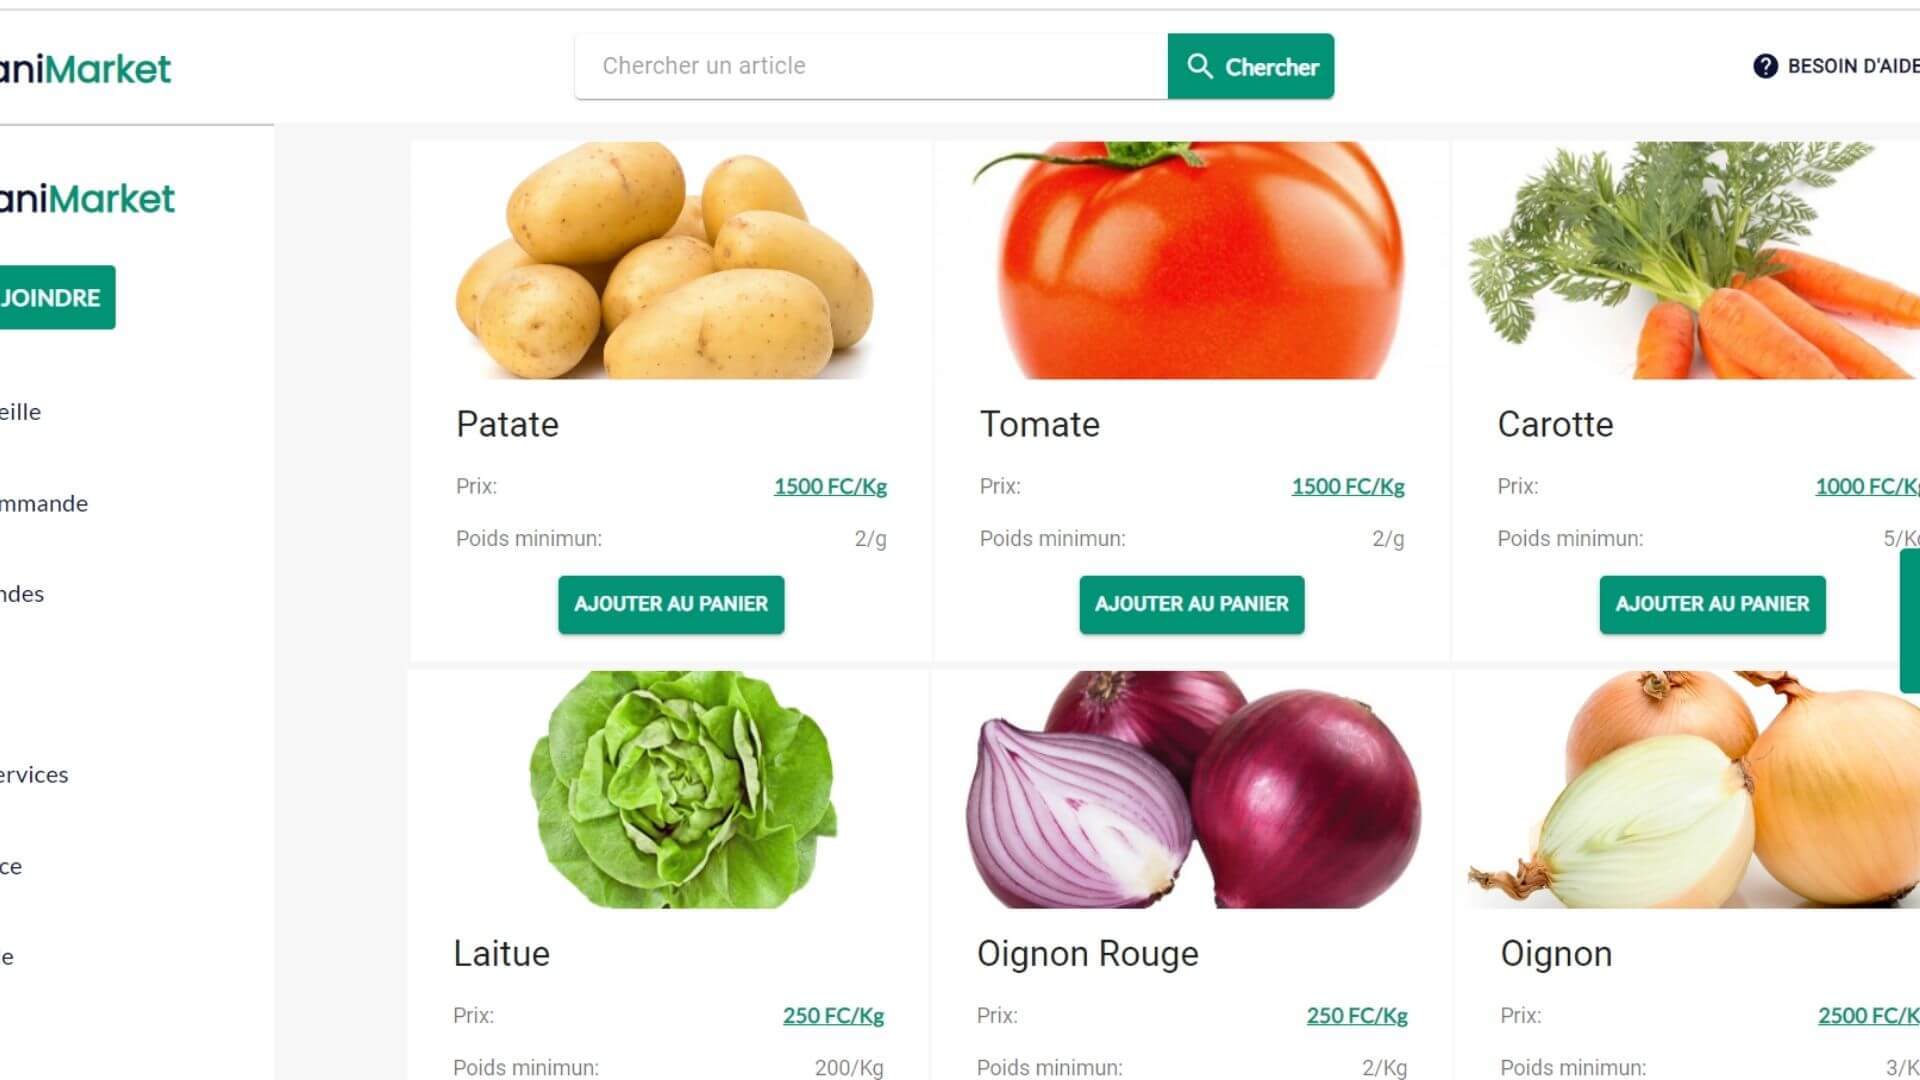 aniMarket
Chercher un article
Chercher
BESOIN D'AIDE
aniMarket
JOINDRE
eille
mmande
ndes
ervices
ce
e
Patate
Prix: 1500 FC/Kg
Poids minimun: 2/g
AJOUTER AU PANIER
Tomate
Prix: 1500 FC/Kg
Poids minimun: 2/g
AJOUTER AU PANIER
Carotte
Prix: 1000 FC/Kg
Poids minimun: 5/Kg
AJOUTER AU PANIER
Laitue
Prix: 250 FC/Kg
Poids minimun: 200/Kg
Oignon Rouge
Prix: 250 FC/Kg
Poids minimun: 2/Kg
Oignon
Prix: 2500 FC/K
Poids minimun: 3/K